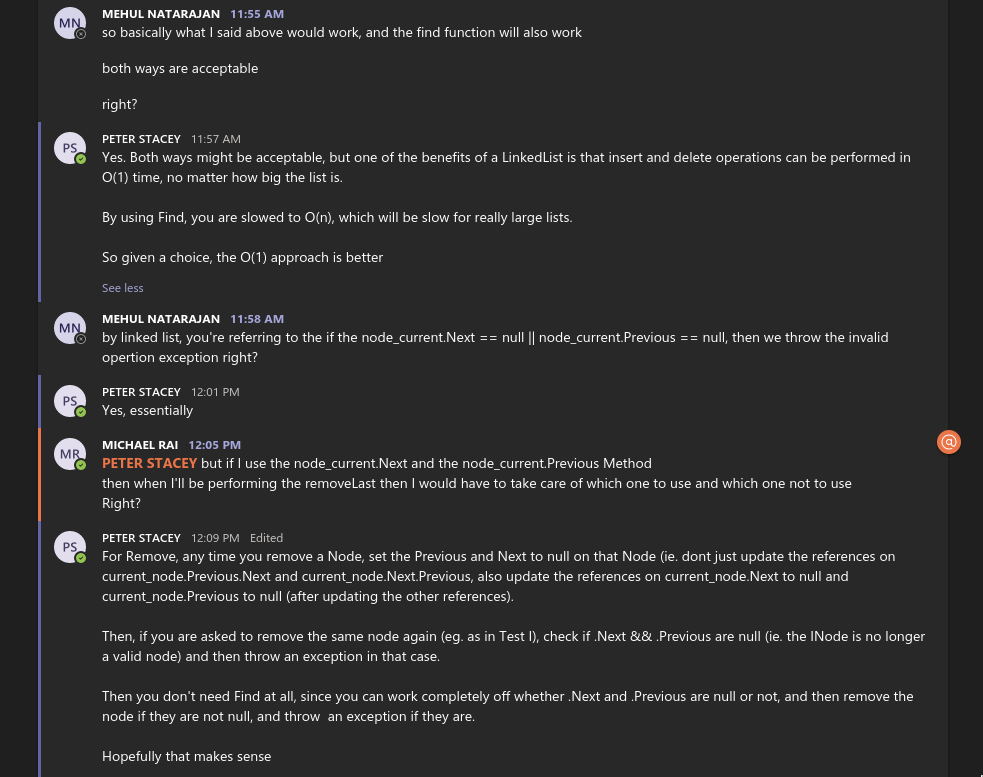 MN MEHUL NATARAJAN 11:55 AM
so basically what I said above would work, and the find function will also work
both ways are acceptable
right?
PS PETER STACEY 11:57 AM
Yes. Both ways might be acceptable, but one of the benefits of a LinkedList is that insert and delete operations can be performed in
O(1) time, no matter how big the list is.
By using Find, you are slowed to O(n), which will be slow for really large lists.
So given a choice, the O(1) approach is better
See less
MN MEHUL NATARAJAN 11:58 AM
by linked list, you're referring to the if the node_current.Next == null || node_current.Previous == null, then we throw the invalid
opertion exception right?
PS PETER STACEY 12:01 PM
Yes, essentially
MR MICHAEL RAI 12:05 PM
@
PETER STACEY but if I use the node_current.Next and the node_current.Previous Method
then when I'll be performing the removeLast then I would have to take care of which one to use and which one not to use
Right?
PS PETER STACEY 12:09 PM Edited
For Remove, any time you remove a Node, set the Previous and Next to null on that Node (ie. dont just update the references on
current_node.Previous.Next and current_node.Next.Previous, also update the references on current_node.Next to null and
current_node.Previous to null (after updating the other references).
Then, if you are asked to remove the same node again (eg. as in Test I), check if .Next && .Previous are null (ie. the INode is no longer
a valid node) and then throw an exception in that case.
Then you don't need Find at all, since you can work completely off whether .Next and .Previous are null or not, and then remove the
node if they are not null, and throw  an exception if they are.
Hopefully that makes sense